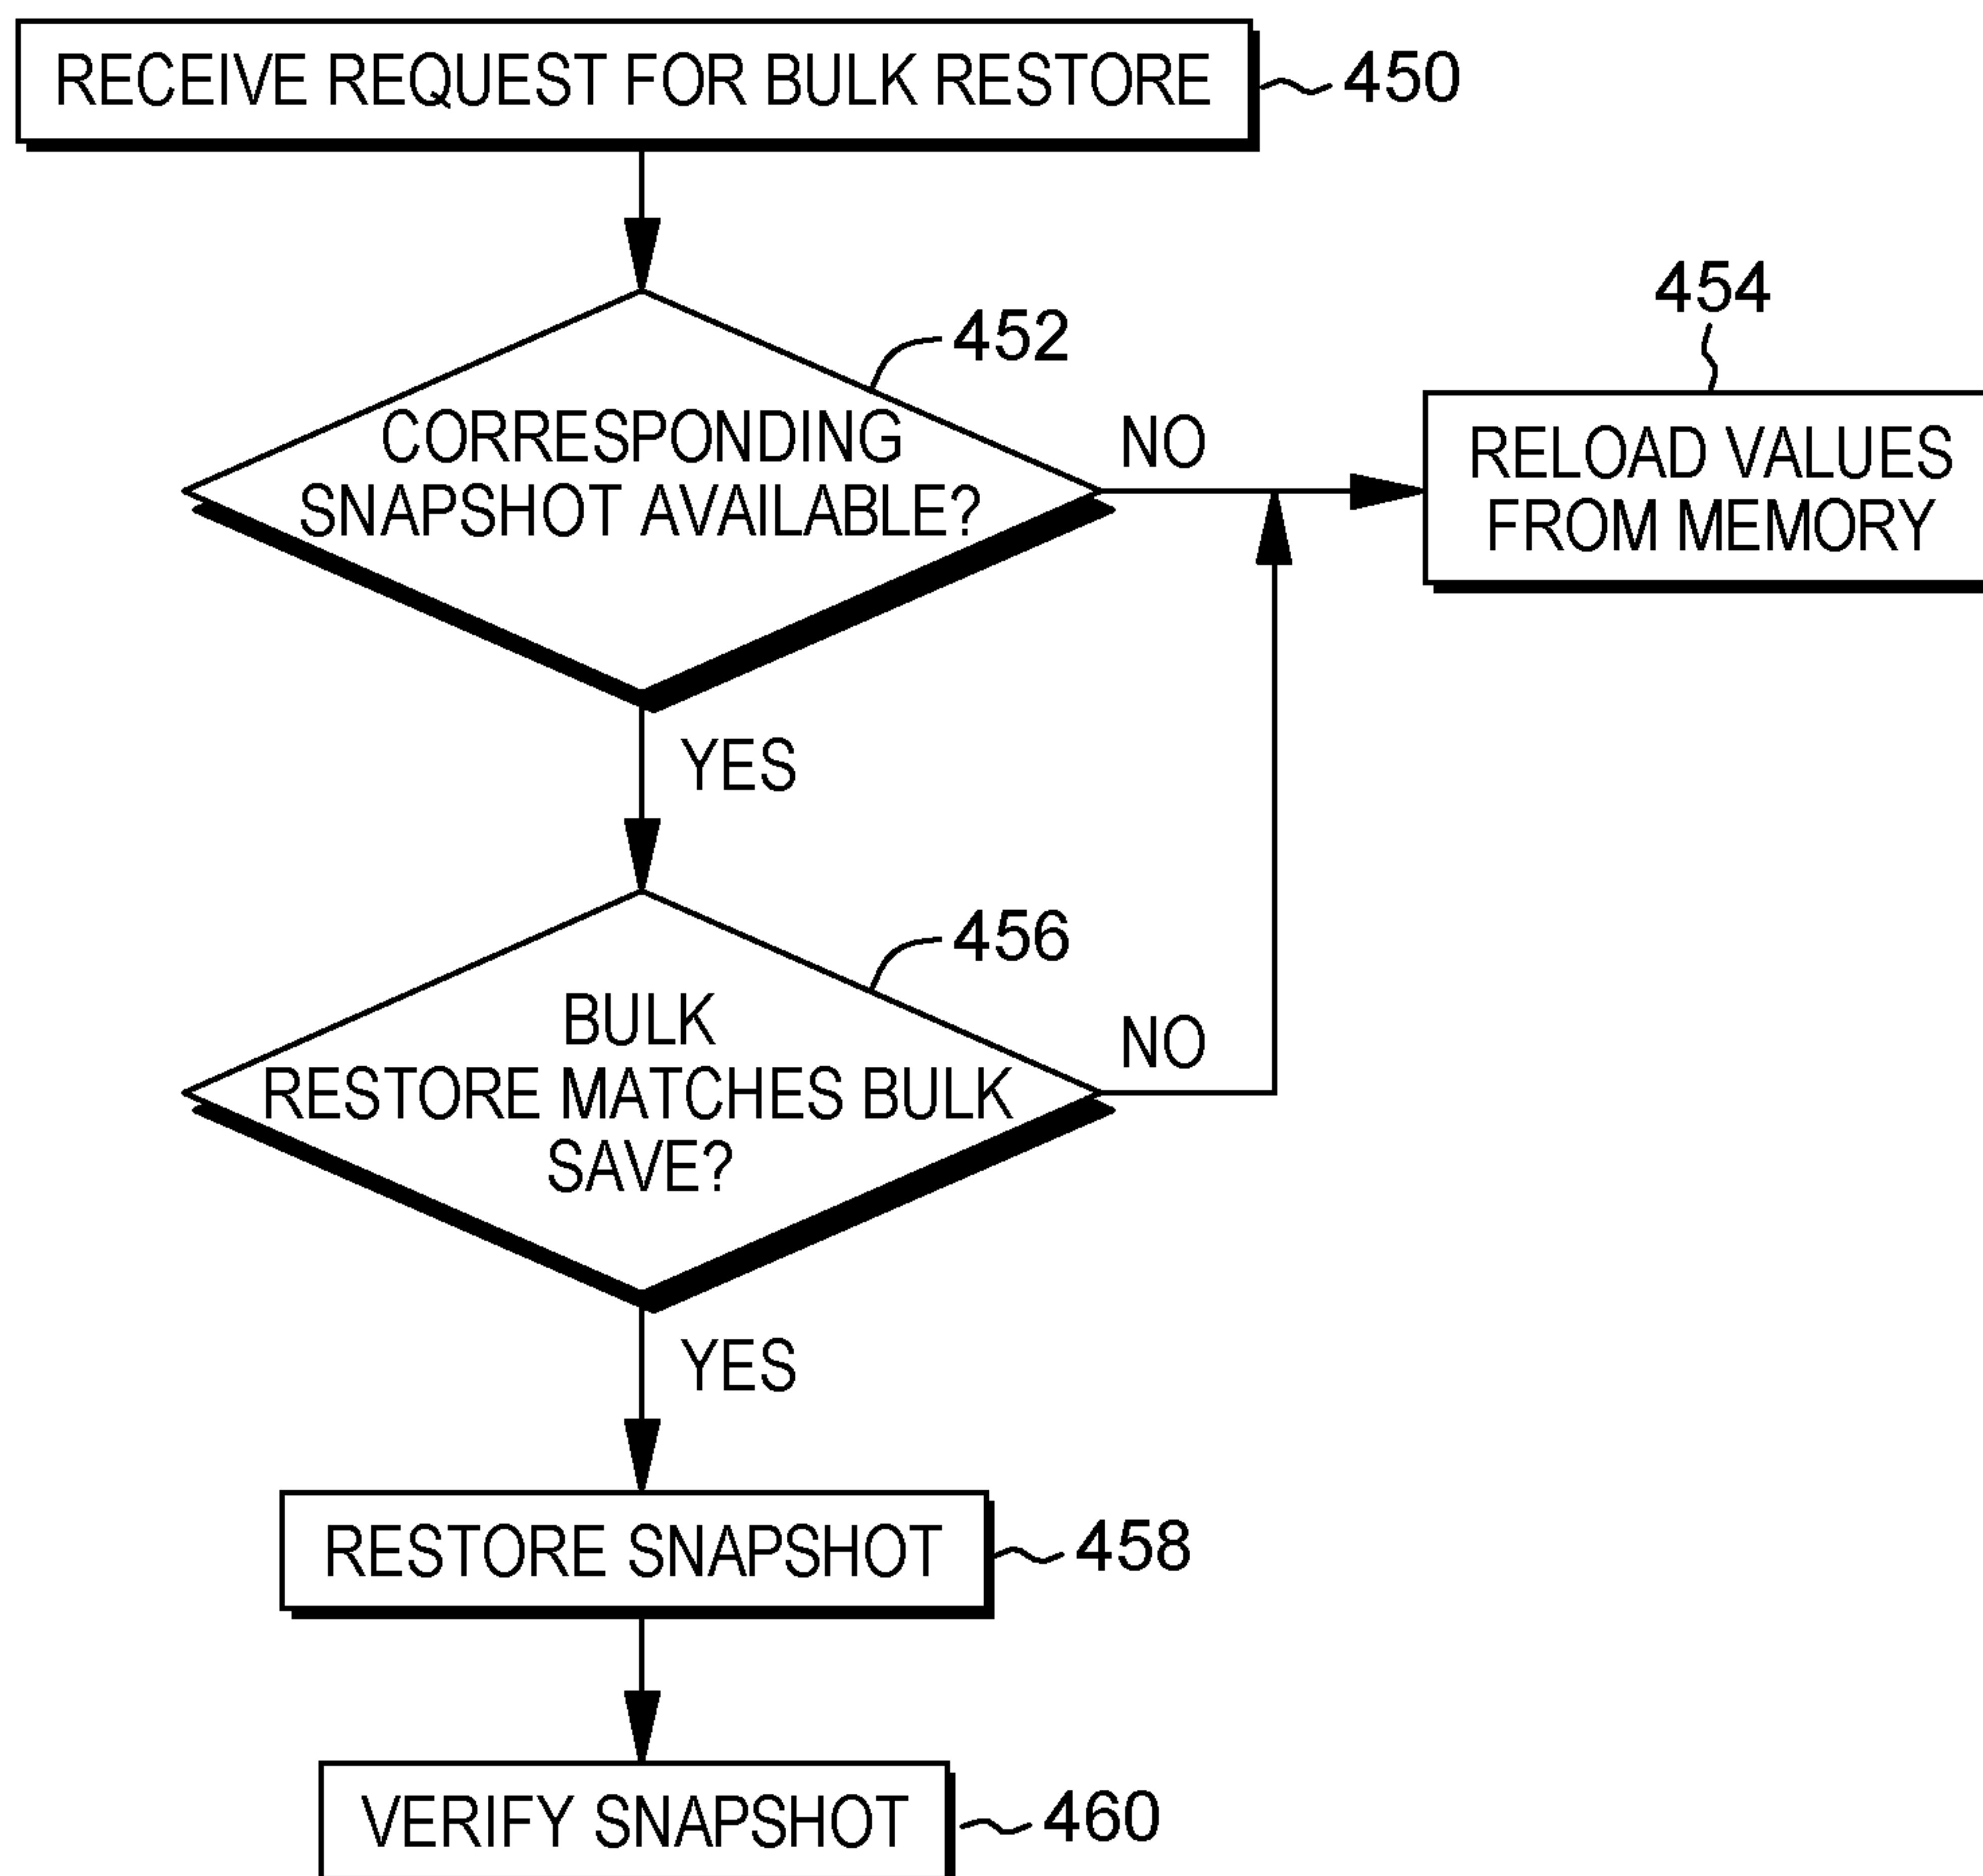 RECEIVE REQUEST FOR BULK RESTORE
450
452
CORRESPONDING
SNAPSHOT AVAILABLE?
NO
454
RELOAD VALUES
FROM MEMORY
YES
456
BULK
RESTORE MATCHES BULK
SAVE?
NO
YES
RESTORE SNAPSHOT
458
VERIFY SNAPSHOT
460